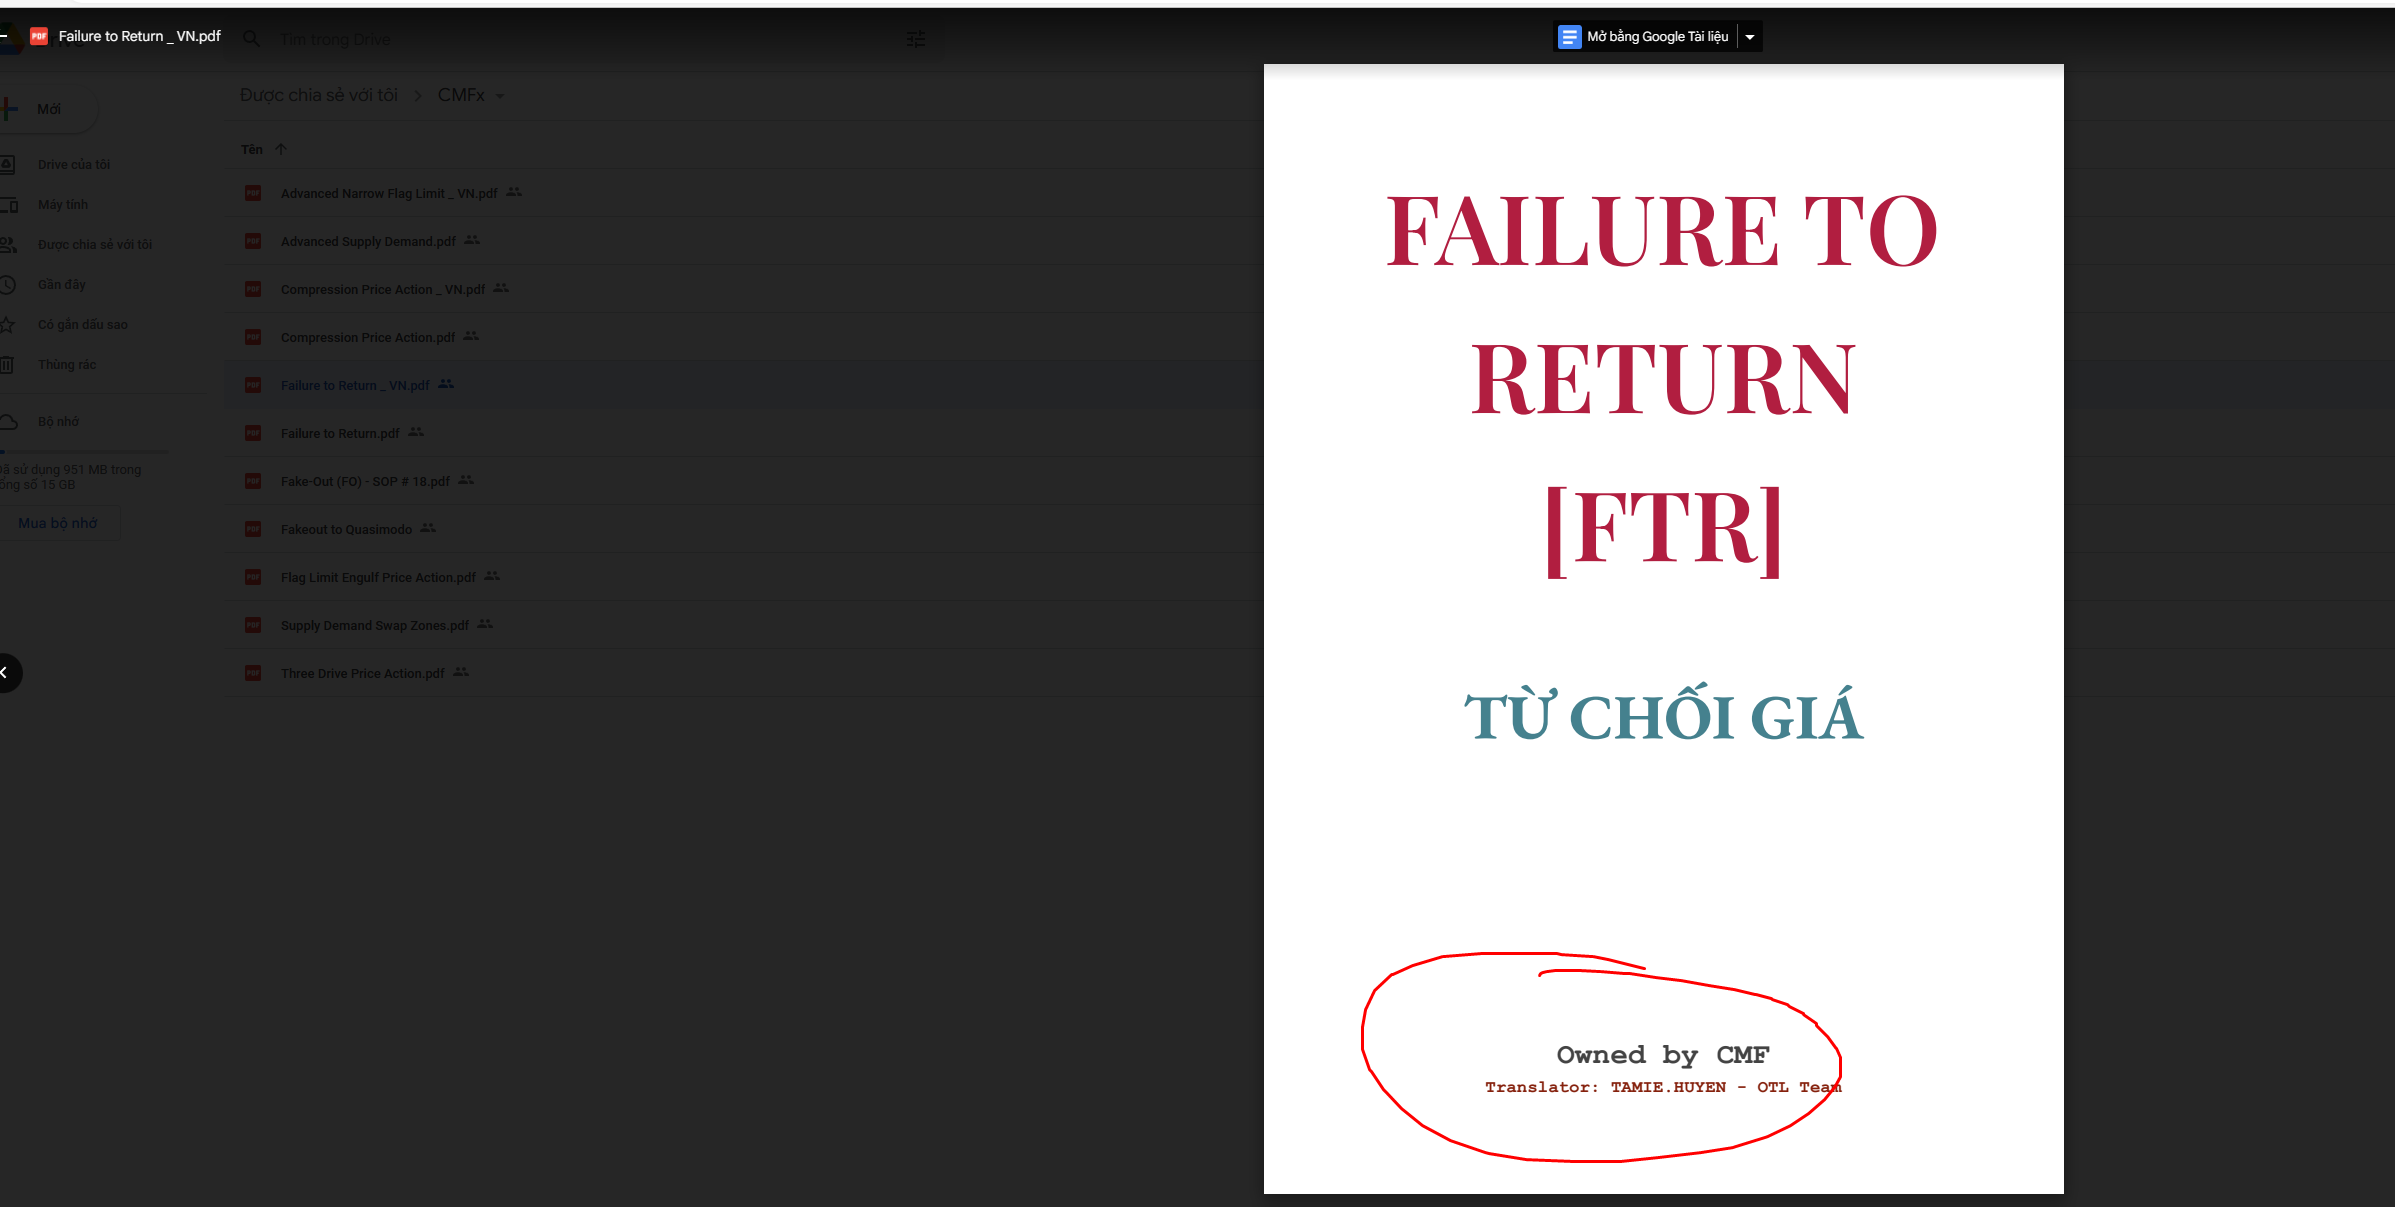 Failure to Return _ VN.pdf
Tìm trong Drive
Mở bằng Google Tài liệu
Được chia sẻ với tôi > CMFx
Mới
Tên
Drive của tôi
Máy tính
Được chia sẻ với tôi
Gần đây
Có gắn dấu sao
Thùng rác
Bộ nhớ
Đã sử dụng 951 MB trong
tổng số 15 GB
Mua bộ nhớ
Advanced Narrow Flag Limit _ VN.pdf
Advanced Supply Demand.pdf
Compression Price Action _ VN.pdf
Compression Price Action.pdf
Failure to Return _ VN.pdf
Failure to Return.pdf
Fake-Out (FO) - SOP # 18.pdf
Fakeout to Quasimodo
Flag Limit Engulf Price Action.pdf
Supply Demand Swap Zones.pdf
Three Drive Price Action.pdf
FAILURE TO
RETURN
[FTR]
TỪ CHỐI GIÁ
Owned by CMF
Translator: TAMIE.HUYEN - OTL Team